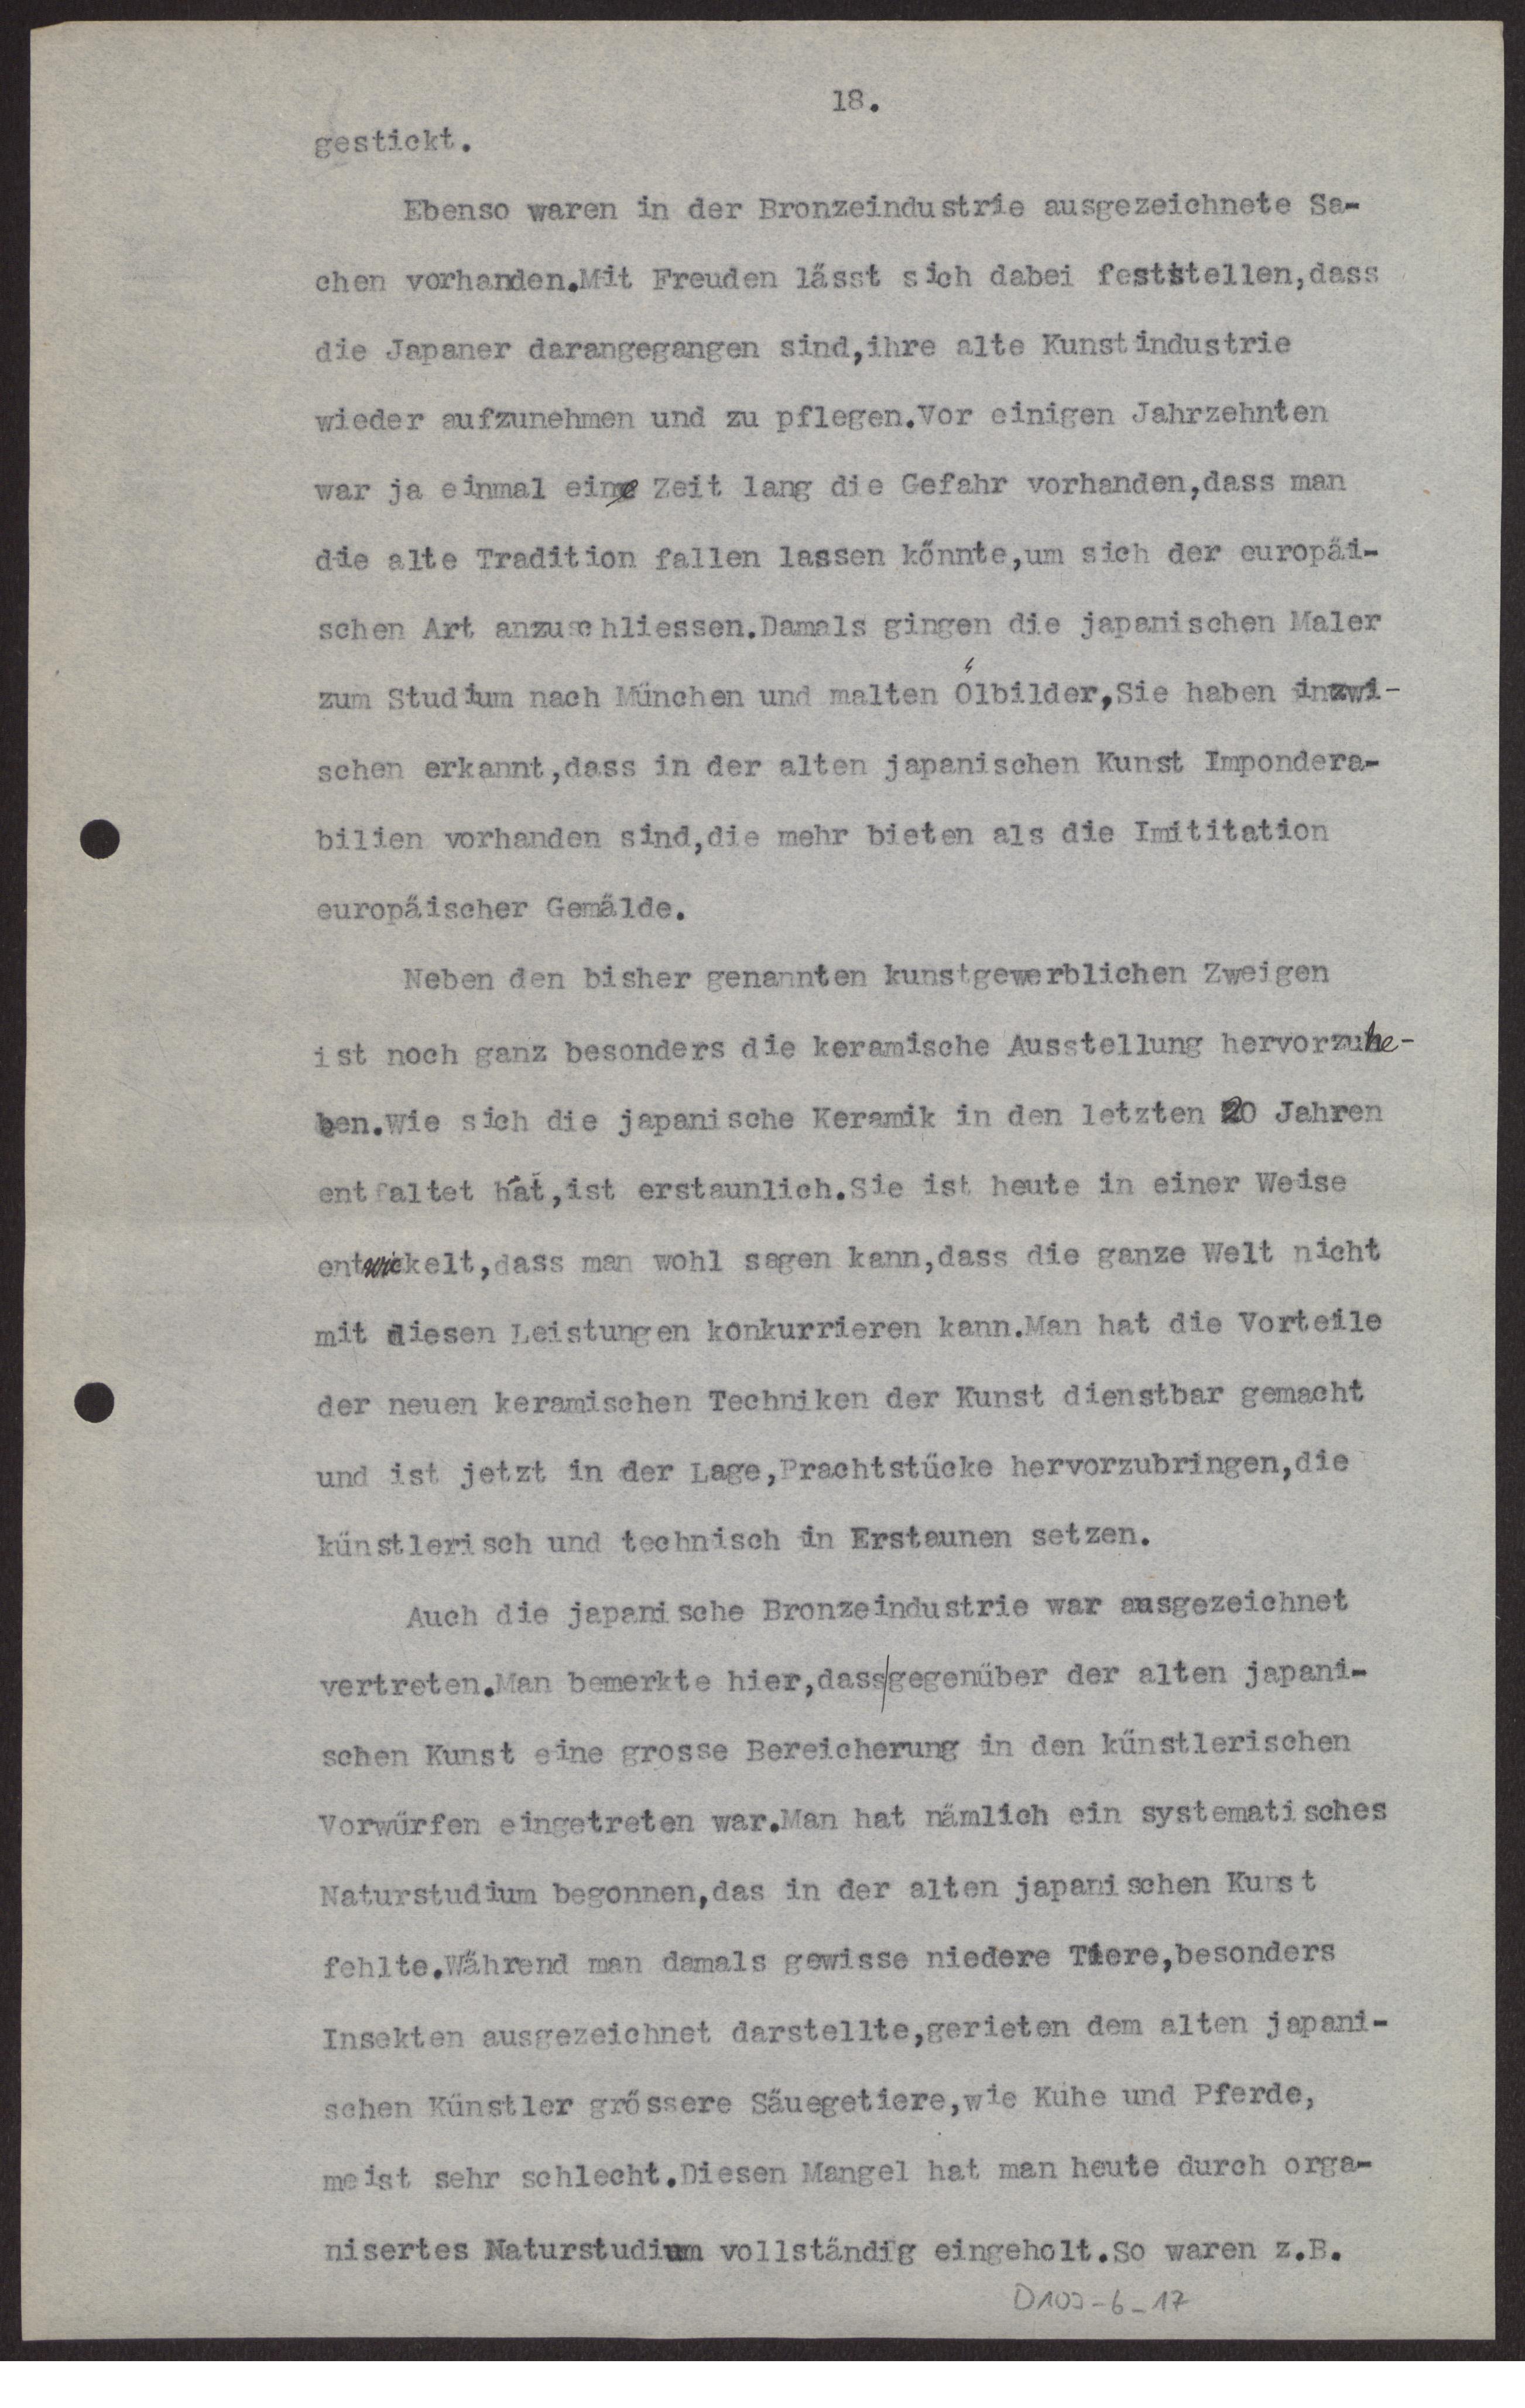 18.
gestickt.
Ebenso waren in der Bronzeindustrie ausgezeichnete Sa-
chen vorhanden.Mit Freuden lässt sich dabei feststellen,dass
die Japaner darangegangen sind,ihre alte Kunstindustrie
wieder aufzunehmen und zu pflegen.Vor einigen Jahrzehnten
war ja einmal eine Zeit lang die Gefahr vorhanden,dass man
die alte Tradition fallen lassen könnte,um sich der europäi-
schen Art anzuschliessen.Damals gingen die japanischen Maler
zum Studium nach München und malten Ölbilder,Sie haben inzwi-
schen erkannt,dass in der alten japanischen Kunst Impondera-
bilien vorhanden sind,die mehr bieten als die Imititation
europäischer Gemälde.
Neben den bisher genannten kunstgewerblichen Zweigen
ist noch ganz besonders die keramische Ausstellung hervorzuhe-
ben.Wie sich die japanische Keramik in den letzten 20 Jahren
entfaltet hat,ist erstaunlich.Sie ist heute in einer Weise
entwickelt,dass man wohl sagen kann,dass die ganze Welt nicht
mit diesen Leistungen konkurrieren kann.Man hat die Vorteile
der neuen keramischen Techniken der Kunst dienstbar gemacht
und ist jetzt in der Lage,Prachtstücke hervorzubringen,die
künstlerisch und technisch in Erstaunen setzen.
Auch die japanische Bronzeindustrie war ausgezeichnet
vertreten.Man bemerkte hier,dass|gegenüber der alten japani-
schen Kunst eine grosse Bereicherung in den künstlerischen
Vorwürfen eingetreten war.Man hat nämlich ein systematisches
Naturstudium begonnen,das in der alten japanischen Kunst
fehlte.Während man damals gewisse niedere Tiere,besonders
Insekten ausgezeichnet darstellte,gerieten dem alten japani-
schen Künstler grössere Säuegetiere,wie Kühe und Pferde,
meist sehr schlecht.Diesen Mangel hat man heute durch orga-
nisertes Naturstudium vollständig eingeholt.So waren z.B.
D100-6-17